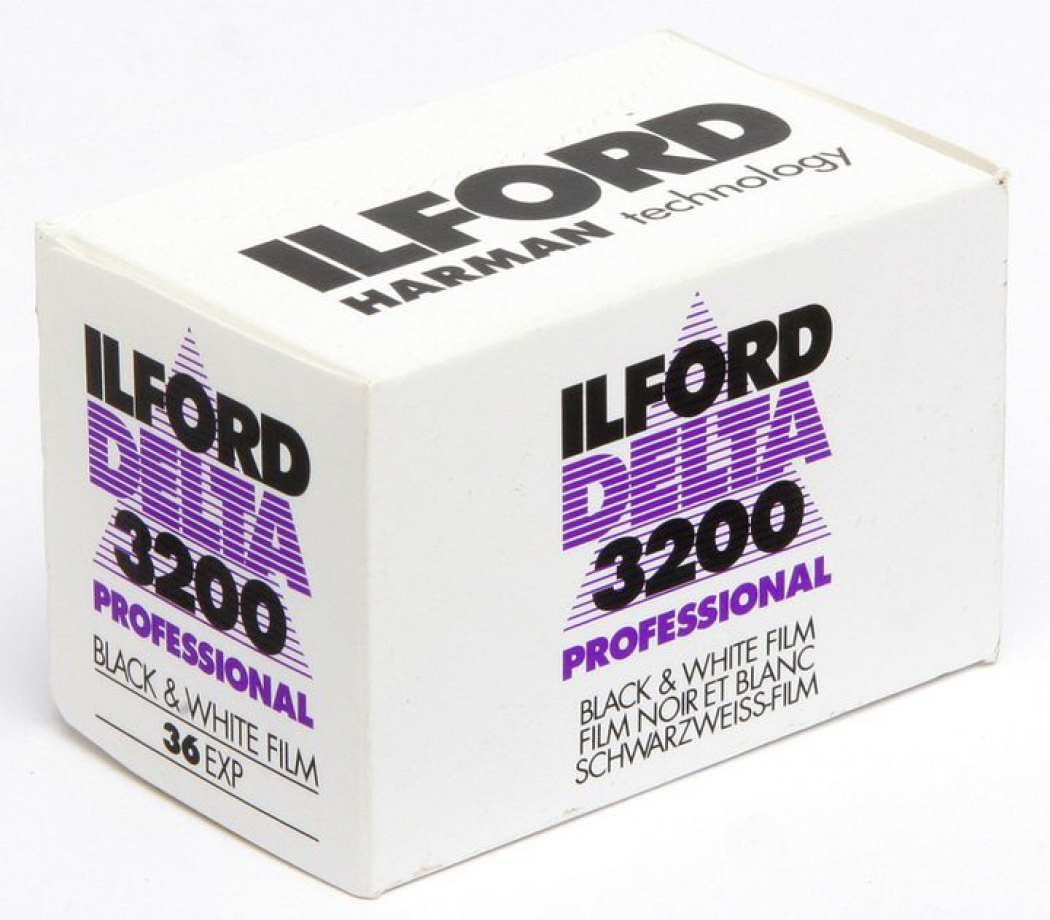 ILFORD
HARMAN technology
ILFORD
DELTA
3200
PROFESSIONAL
BLACK & WHITE FILM
36 EXP
ILFORD
DELTA
3200
PROFESSIONAL
BLACK & WHITE FILM
FILM NOIR ET BLANC
SCHWARZWEISS-FILM